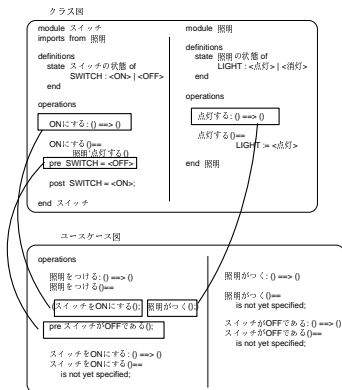 クラス図
module スイッチ
imports from 照明
definitions
state スイッチの状態 of
SWITCH : <ON> | <OFF>
end
operations
ONにする : () ==> ()
ONにする()==
照明`点灯する()
pre SWITCH = <OFF>
post SWITCH = <ON>;
end スイッチ
module 照明
definitions
state 照明の状態 of
LIGHT : <点灯> | <消灯>
end
operations
点灯する : () ==> ()
点灯する()==
LIGHT := <点灯>
end 照明
ユースケース図
operations
照明をつける : () ==> ()
照明をつける()==
(スイッチをONにする(); 照明がつく();)
pre スイッチがOFFである();
スイッチをONにする : () ==> ()
スイッチをONにする()==
is not yet specified;
照明がつく : () ==> ()
照明がつく()==
is not yet specified;
スイッチがOFFである : () ==> ()
スイッチがOFFである()==
is not yet specified;